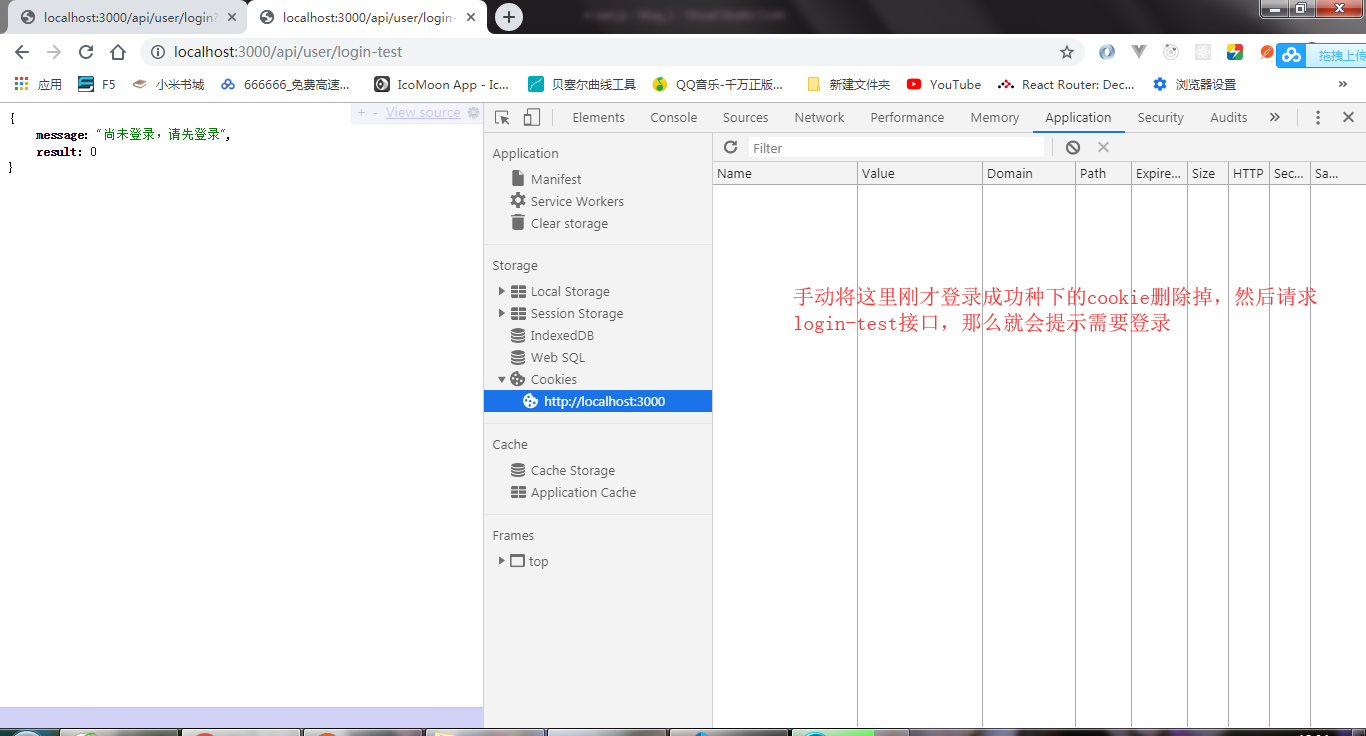 localhost:3000/api/user/login?
localhost:3000/api/user/login-
localhost:3000/api/user/login-test
拖拽上传
应用
F5
小米书城
666666_免费高速...
IcoMoon App - Ic...
贝塞尔曲线工具
QQ音乐-千万正版...
新建文件夹
YouTube
React Router: Dec...
浏览器设置
»
+ - View source
{
message: "尚未登录，请先登录",
result: 0
}
Elements Console Sources Network Performance Memory Application Security Audits »
Application
Manifest
Service Workers
Clear storage
Storage
Local Storage
Session Storage
IndexedDB
Web SQL
Cookies
http://localhost:3000
Cache
Cache Storage
Application Cache
Frames
top
Filter
Name Value Domain Path Expire... Size HTTP Sec... Sa...
手动将这里刚才登录成功种下的cookie删除掉，然后请求
login-test接口，那么就会提示需要登录